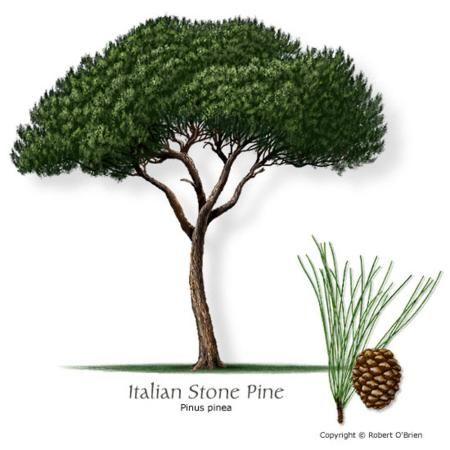 Italian Stone Pine
Pinus pinea
Copyright © Robert O'Brien